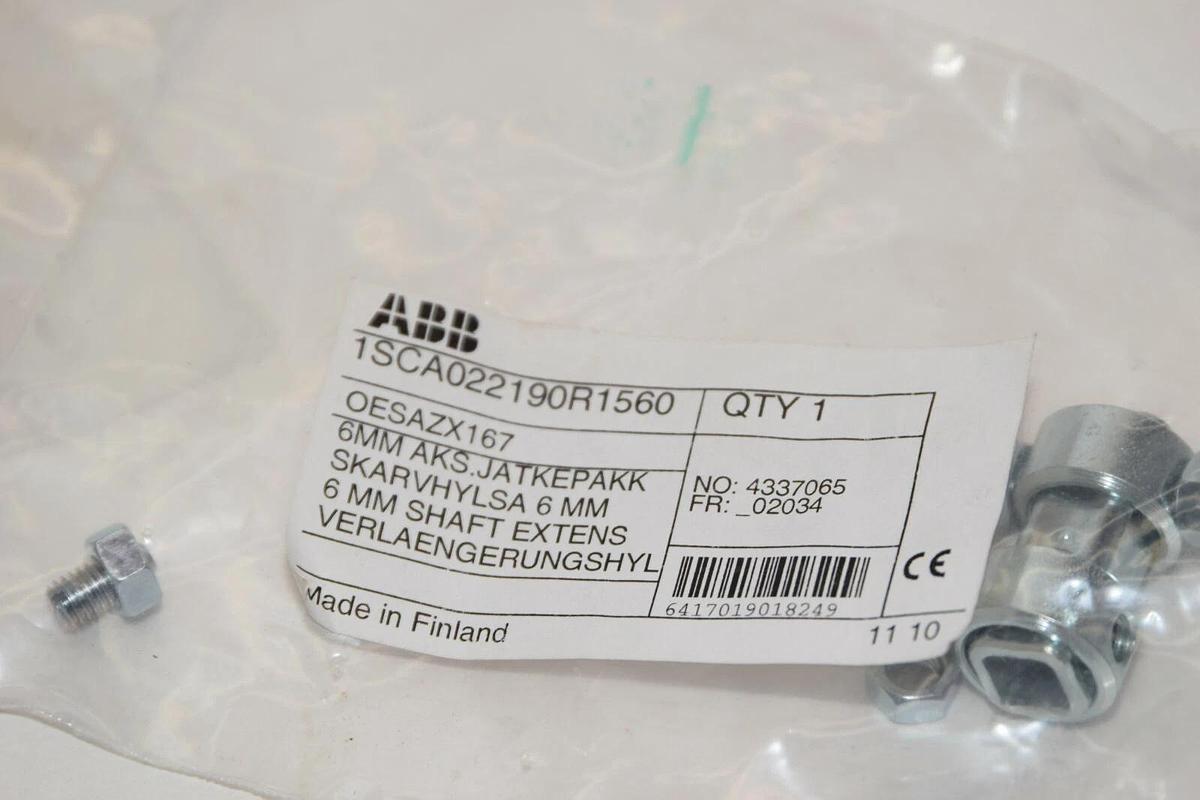 ABB
1SCA022190R1560
QTY 1
OESAZX167
6MM AKS.JATKEPAKK
SKARVHYLSA 6 MM
6 MM SHAFT EXTENS
VERLAENGERUNGSHYL
NO: 4337065
FR: _02034
6417019018249
CE
Made in Finland
11 10